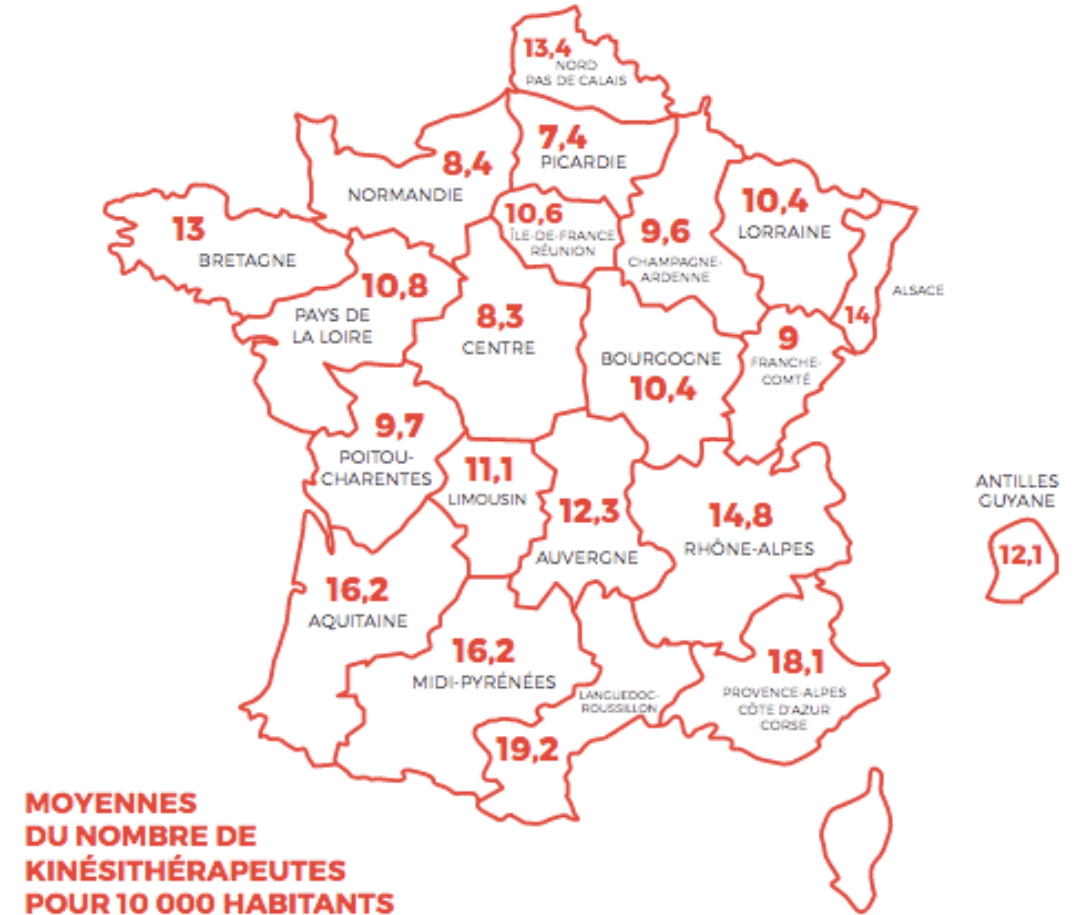 13,4
NORD
PAS DE CALAIS
7,4
PICARDIE
8,4
NORMANDIE
10,6
ÎLE-DE-FRANCE
RÉUNION
9,6
CHAMPAGNE-
ARDENNE
10,4
LORRAINE
ALSACE
14
13
BRETAGNE
10,8
PAYS DE
LA LOIRE
8,3
CENTRE
BOURGOGNE
10,4
9
FRANCHE-
COMTÉ
9,7
POITOU-
CHARENTES
11,1
LIMOUSIN
12,3
AUVERGNE
14,8
RHÔNE-ALPES
ANTILLES
GUYANE
12,1
16,2
AQUITAINE
16,2
MIDI-PYRÉNÉES
LANGUEDOC-
ROUSSILLON
19,2
18,1
PROVENCE-ALPES
CÔTE D'AZUR
CORSE
MOYENNES
DU NOMBRE DE
KINÉSITHÉRAPEUTES
POUR 10 000 HABITANTS